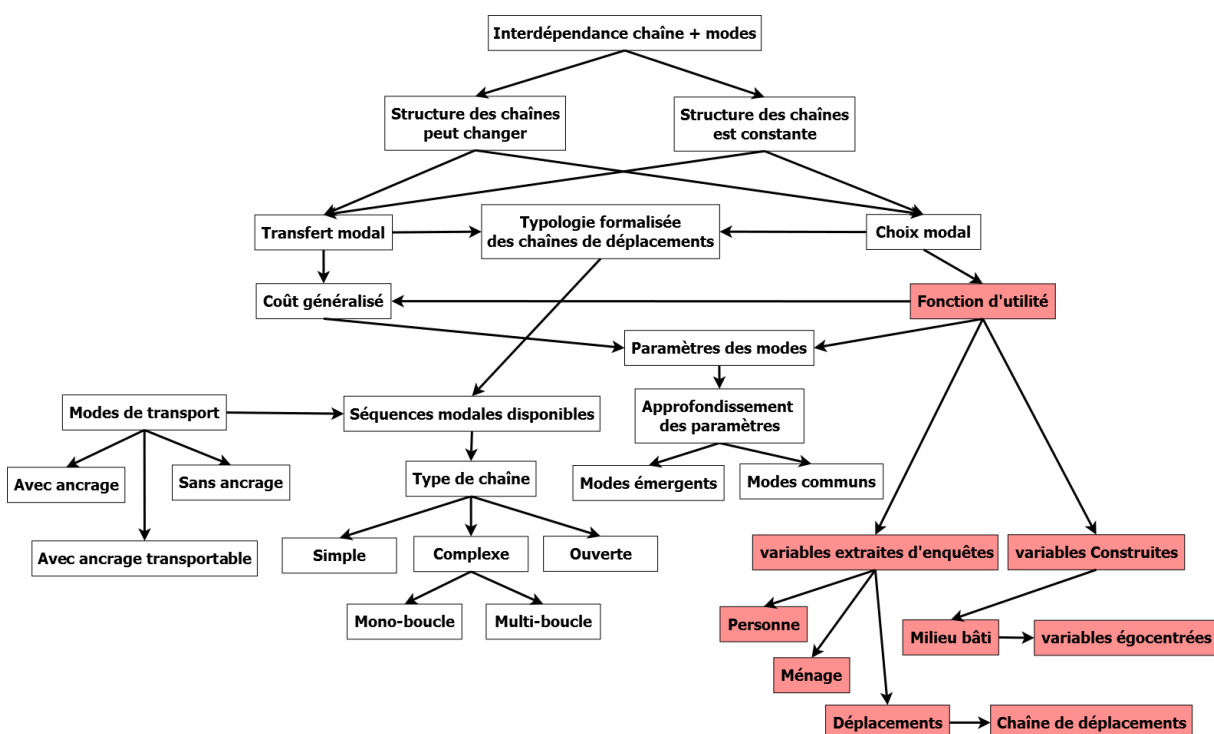 Interdépendance chaîne + modes
Structure des chaînes
peut changer
Structure des chaînes
est constante
Transfert modal
Typologie formalisée
des chaînes de déplacements
Choix modal
Coût généralisé
Fonction d'utilité
Paramètres des modes
Modes de transport
Séquences modales disponibles
Approfondissement
des paramètres
Avec ancrage
Sans ancrage
Type de chaîne
Modes émergents
Modes communs
Avec ancrage transportable
Simple
Complexe
Ouverte
variables extraites d'enquêtes
variables Construites
Mono-boucle
Multi-boucle
Personne
Milieu bâti
variables égocentrées
Ménage
Déplacements
Chaîne de déplacements